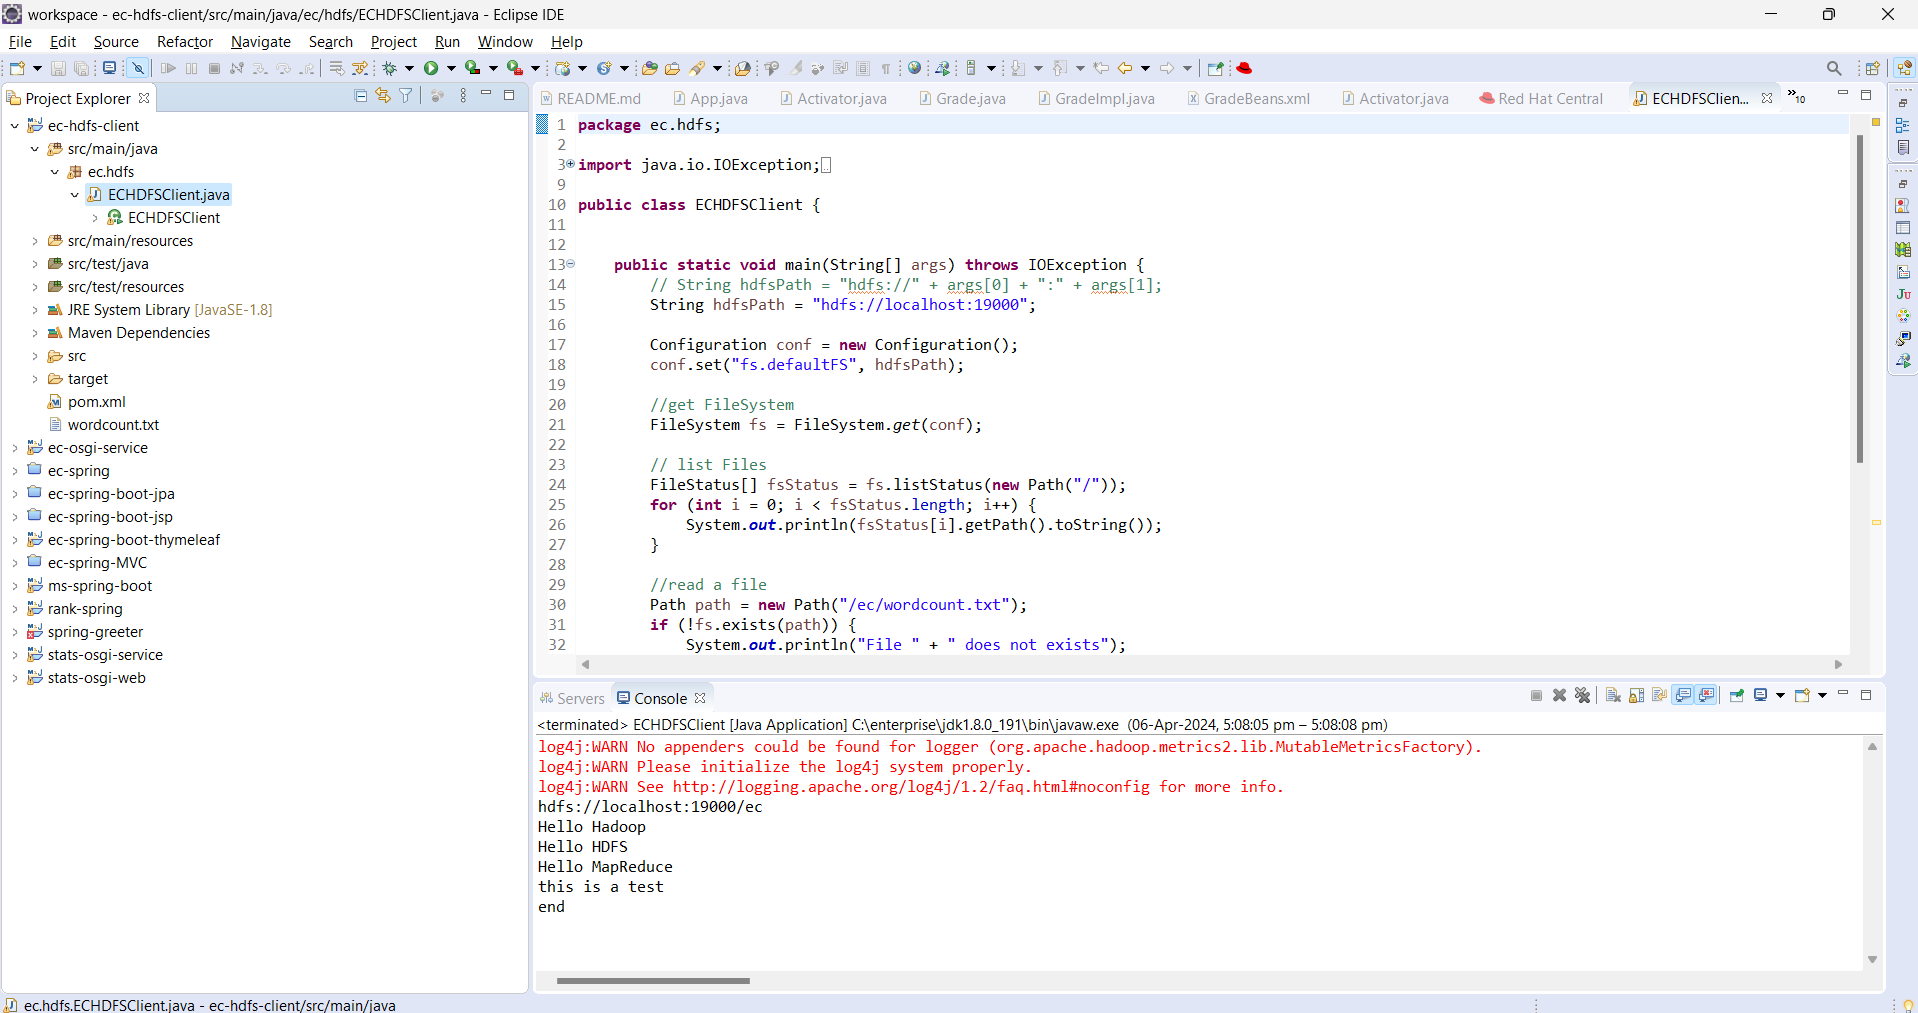 workspace - ec-hdfs-client/src/main/java/ec/hdfs/ECHDFSClient.java - Eclipse IDE
File Edit Source Refactor Navigate Search Project Run Window Help
Project Explorer
ec-hdfs-client
src/main/java
ec.hdfs
ECHDFSClient.java
ECHDFSClient
src/main/resources
src/test/java
src/test/resources
JRE System Library [JavaSE-1.8]
Maven Dependencies
src
target
pom.xml
wordcount.txt
ec-osgi-service
ec-spring
ec-spring-boot-jpa
ec-spring-boot-jsp
ec-spring-boot-thymeleaf
ec-spring-MVC
ms-spring-boot
rank-spring
spring-greeter
stats-osgi-service
stats-osgi-web
README.md App.java Activator.java Grade.java GradeImpl.java GradeBeans.xml Activator.java Red Hat Central ECHDFSClien... »10
1 package ec.hdfs;
2
3 import java.io.IOException;
9
10 public class ECHDFSClient {
11
12
13 public static void main(String[] args) throws IOException {
14 // String hdfsPath = "hdfs://" + args[0] + ":" + args[1];
15 String hdfsPath = "hdfs://localhost:19000";
16
17 Configuration conf = new Configuration();
18 conf.set("fs.defaultFS", hdfsPath);
19
20 //get FileSystem
21 FileSystem fs = FileSystem.get(conf);
22
23 // list Files
24 FileStatus[] fsStatus = fs.listStatus(new Path("/"));
25 for (int i = 0; i < fsStatus.length; i++) {
26 System.out.println(fsStatus[i].getPath().toString());
27 }
28
29 //read a file
30 Path path = new Path("/ec/wordcount.txt");
31 if (!fs.exists(path)) {
32 System.out.println("File " + " does not exists");
Servers Console
<terminated> ECHDFSClient [Java Application] C:\enterprise\jdk1.8.0_191\bin\javaw.exe (06-Apr-2024, 5:08:05 pm – 5:08:08 pm)
log4j:WARN No appenders could be found for logger (org.apache.hadoop.metrics2.lib.MutableMetricsFactory).
log4j:WARN Please initialize the log4j system properly.
log4j:WARN See http://logging.apache.org/log4j/1.2/faq.html#noconfig for more info.
hdfs://localhost:19000/ec
Hello Hadoop
Hello HDFS
Hello MapReduce
this is a test
end
ec.hdfs.ECHDFSClient.java - ec-hdfs-client/src/main/java